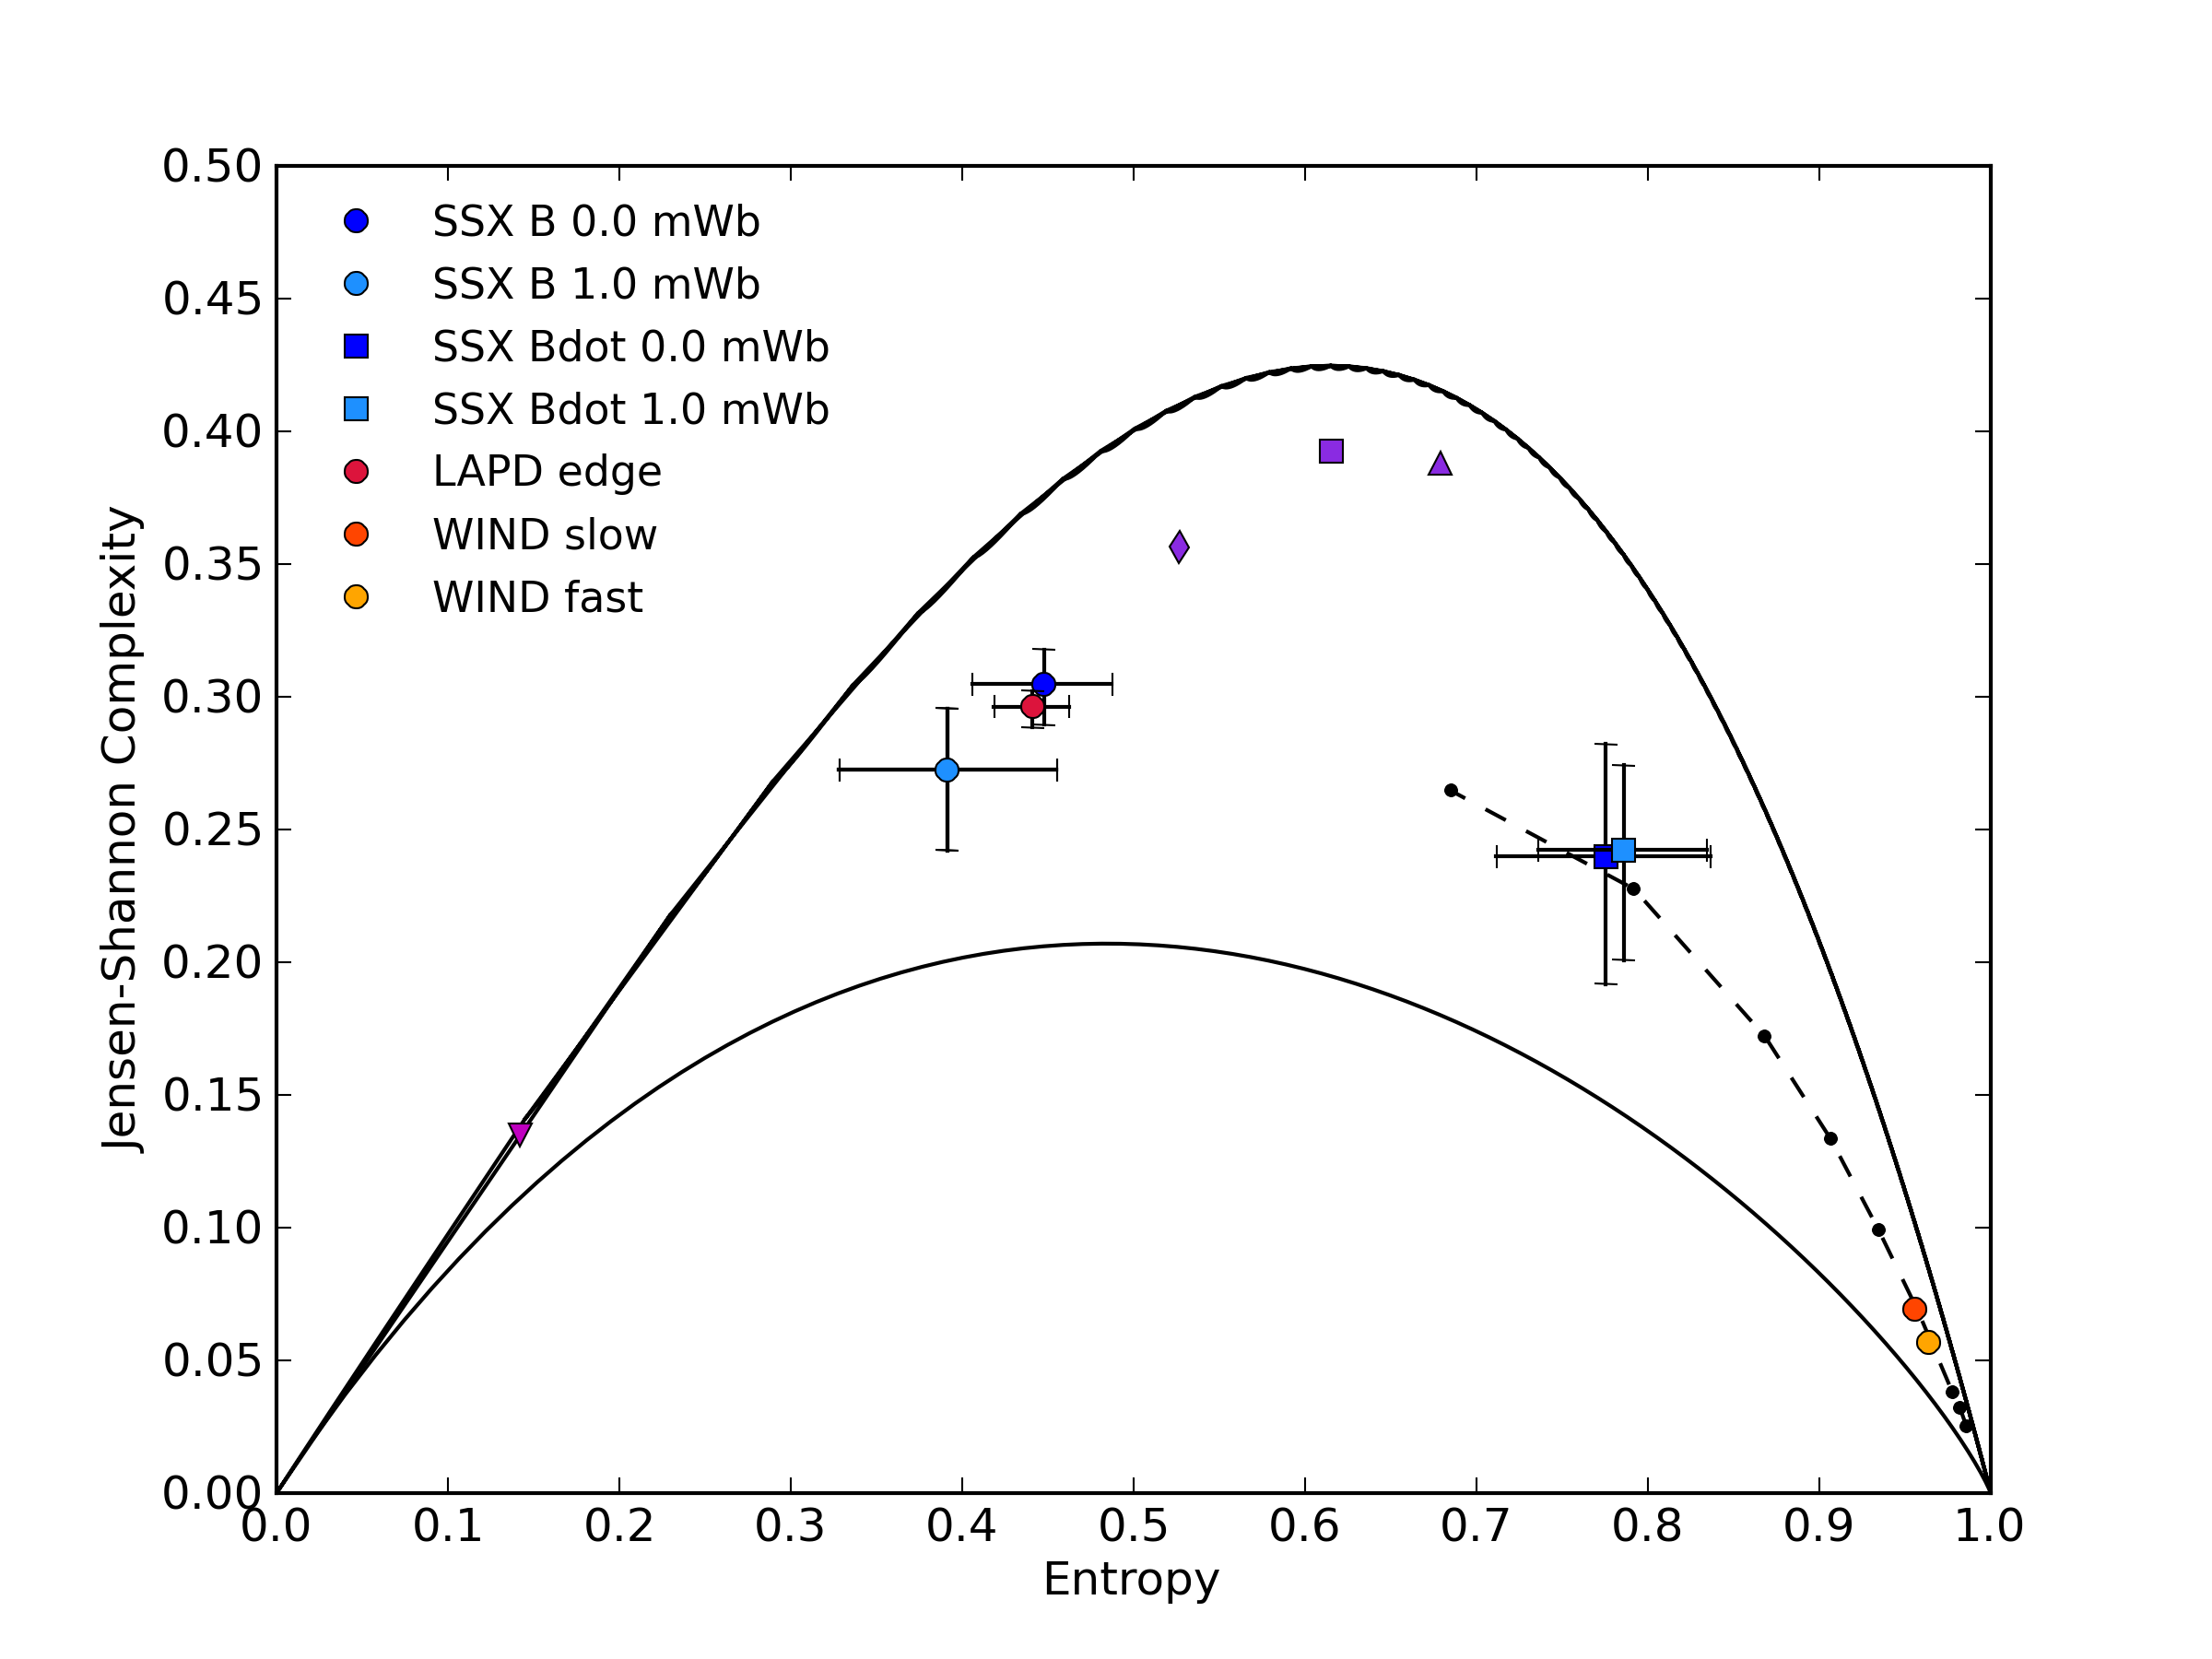 0.50
0.45
0.40
0.35
0.30
0.25
0.20
0.15
0.10
0.05
0.00
Jensen-Shannon Complexity
SSX B 0.0 mWb
SSX B 1.0 mWb
SSX Bdot 0.0 mWb
SSX Bdot 1.0 mWb
LAPD edge
WIND slow
WIND fast
0.0 0.1 0.2 0.3 0.4 0.5 0.6 0.7 0.8 0.9 1.0
Entropy